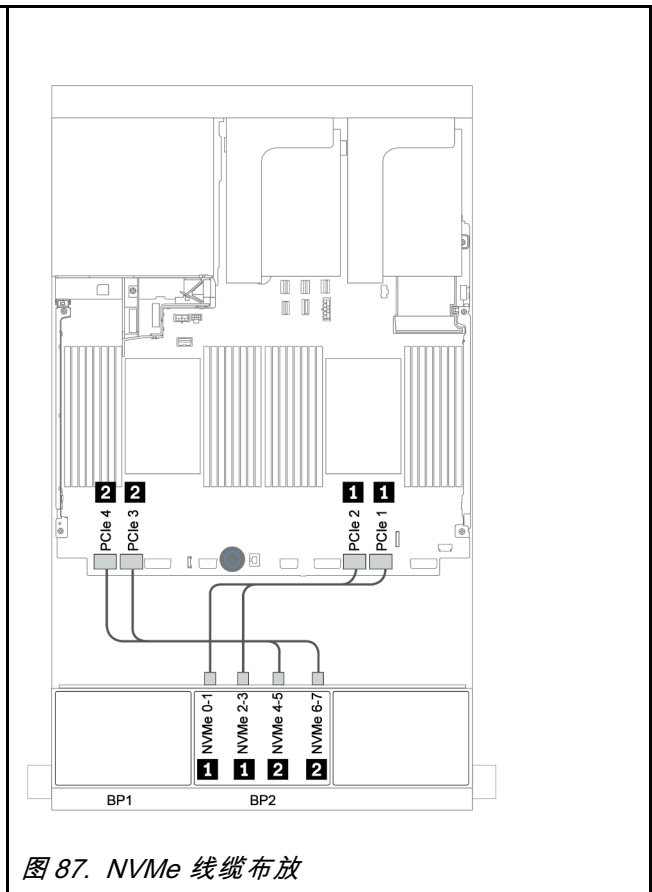 2 2 1 1
PCIe 4 PCIe 3 PCIe 2 PCIe 1
NVMe 0-1 NVMe 2-3 NVMe 4-5 NVMe 6-7
1 1 2 2
BP1 BP2
图 87. NVMe 线缆布放